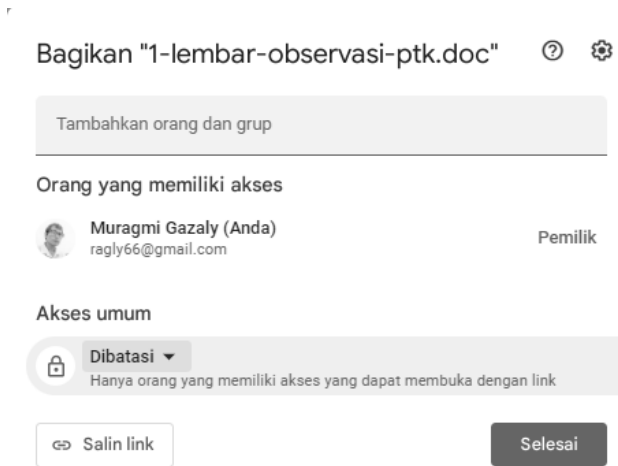 Bagikan "1-lembar-observasi-ptk.doc"
Tambahkan orang dan grup
Orang yang memiliki akses
Muragmi Gazaly (Anda)
ragly66@gmail.com
Pemilik
Akses umum
Dibatasi
Hanya orang yang memiliki akses yang dapat membuka dengan link
Salin link
Selesai